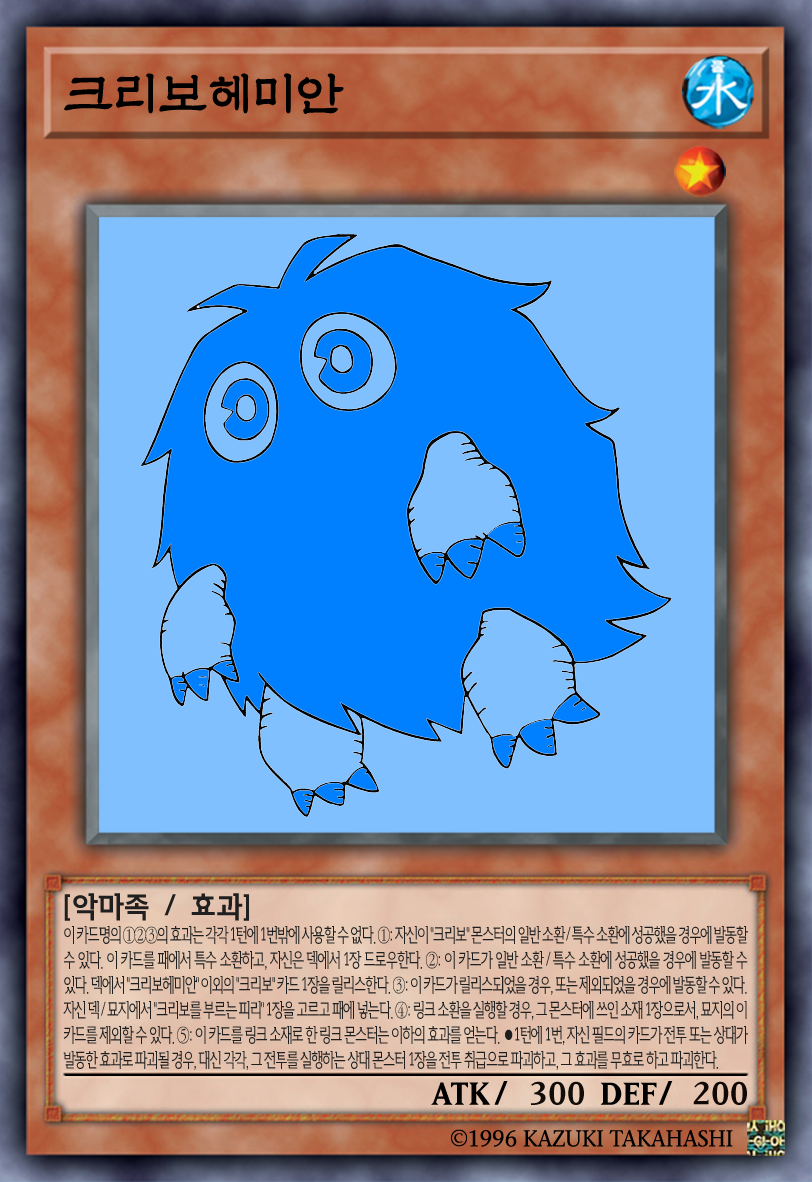 크리보헤미안
물
水
[악마족 / 효과]
이 카드명의 ①②③의 효과는 각각 1턴에 1번밖에 사용할 수 없다. ①: 자신이 "크리보" 몬스터의 일반 소환 / 특수 소환에 성공했을 경우에 발동할
수 있다. 이 카드를 패에서 특수 소환하고, 자신은 덱에서 1장 드로우한다. ②: 이 카드가 일반 소환 / 특수 소환에 성공했을 경우에 발동할 수
있다. 덱에서 "크리보헤미안" 이외의 "크리보" 카드 1장을 릴리스한다. ③: 이 카드가 릴리스되었을 경우, 또는 제외되었을 경우에 발동할 수 있다.
자신 덱 / 묘지에서 "크리보를 부르는 피리" 1장을 고르고 패에 넣는다. ④: 링크 소환을 실행할 경우, 그 몬스터에 쓰인 소재 1장으로서, 묘지의 이
카드를 제외할 수 있다. ⑤: 이 카드를 링크 소재로 한 링크 몬스터는 이하의 효과를 얻는다. ●1턴에 1번, 자신 필드의 카드가 전투 또는 상대가
발동한 효과로 파괴될 경우, 대신 각각, 그 전투를 실행하는 상대 몬스터 1장을 전투 취급으로 파괴하고, 그 효과를 무효로 하고 파괴한다.
ATK/ 300 DEF/ 200
©1996 KAZUKI TAKAHASHI